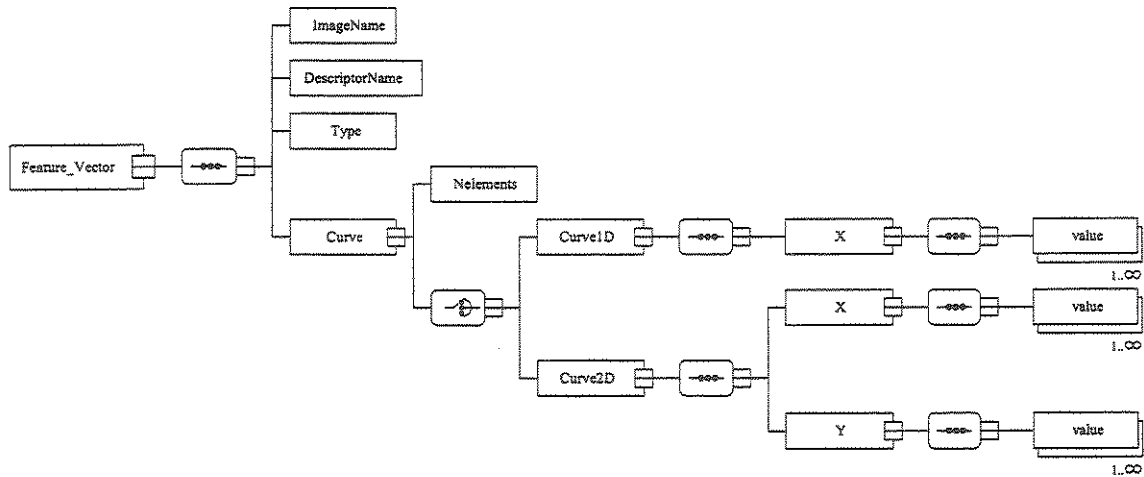 ImageName
DescriptorName
Type
Feature_Vector
Nelements
Curve
Curve1D
X
value
1..∞
X
value
1..∞
Curve2D
Y
value
1..∞